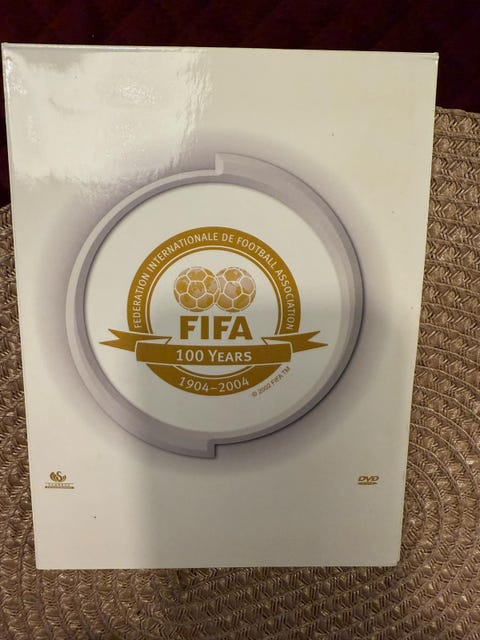 FEDERATION INTERNATIONALE DE FOOTBALL ASSOCIATION
FIFA
100 YEARS
1904–2004
© 2002 FIFA TM
DVD